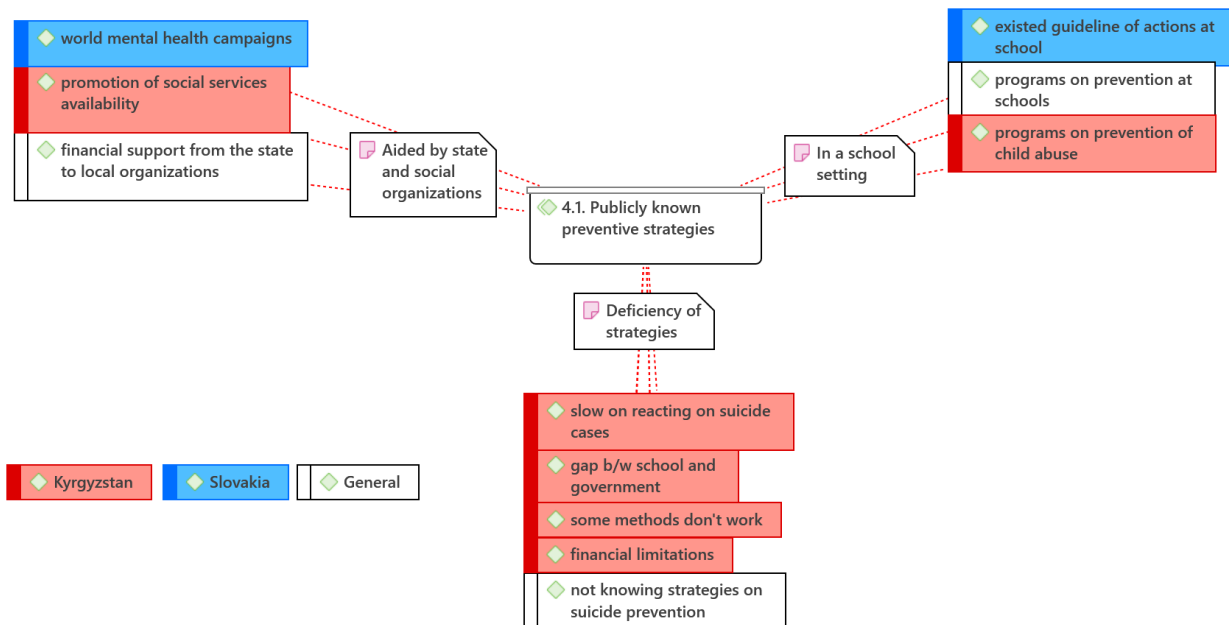 world mental health campaigns
promotion of social services
availability
financial support from the state
to local organizations
Aided by state
and social
organizations
4.1. Publicly known
preventive strategies
In a school
setting
existed guideline of actions at
school
programs on prevention at
schools
programs on prevention of
child abuse
Deficiency of
strategies
slow on reacting on suicide
cases
gap b/w school and
government
some methods don't work
financial limitations
not knowing strategies on
suicide prevention
Kyrgyzstan
Slovakia
General